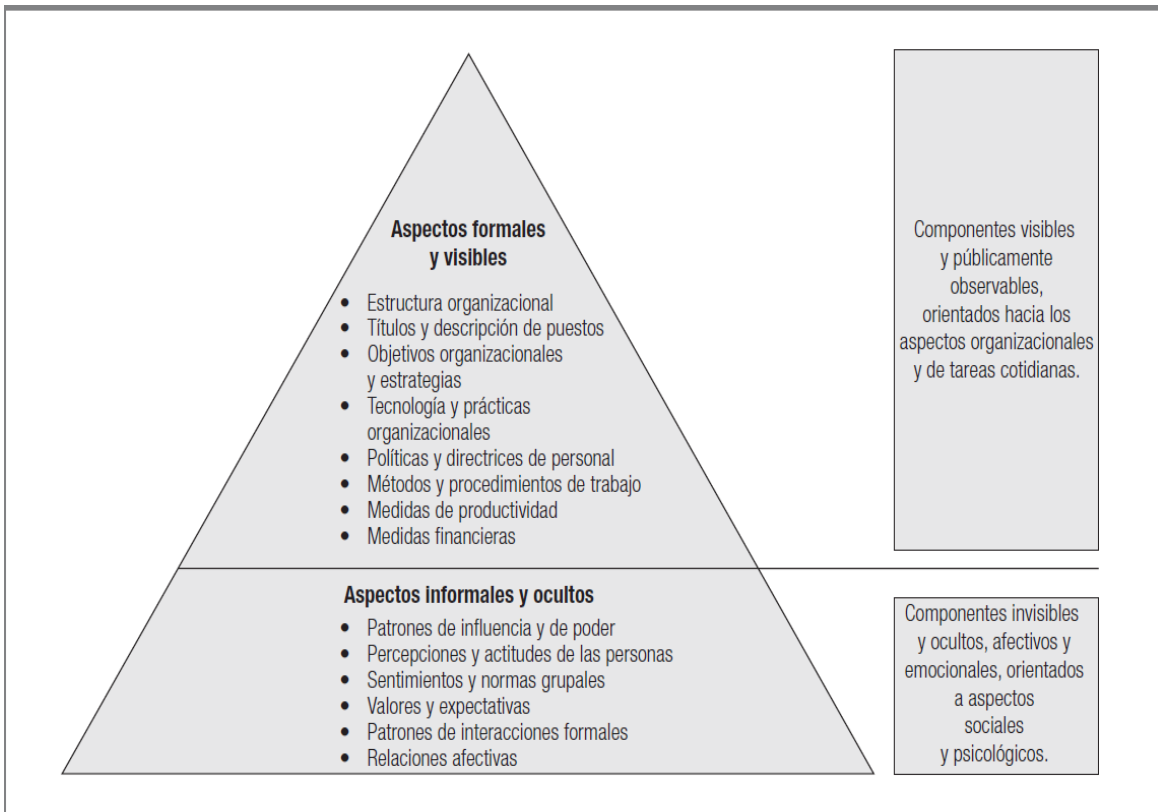 Aspectos formales
y visibles
• Estructura organizacional
• Títulos y descripción de puestos
• Objetivos organizacionales
y estrategias
• Tecnología y prácticas
organizacionales
• Políticas y directrices de personal
• Métodos y procedimientos de trabajo
• Medidas de productividad
• Medidas financieras
Componentes visibles
y públicamente
observables,
orientados hacia los
aspectos organizacionales
y de tareas cotidianas.
Aspectos informales y ocultos
• Patrones de influencia y de poder
• Percepciones y actitudes de las personas
• Sentimientos y normas grupales
• Valores y expectativas
• Patrones de interacciones formales
• Relaciones afectivas
Componentes invisibles
y ocultos, afectivos y
emocionales, orientados
a aspectos
sociales
y psicológicos.